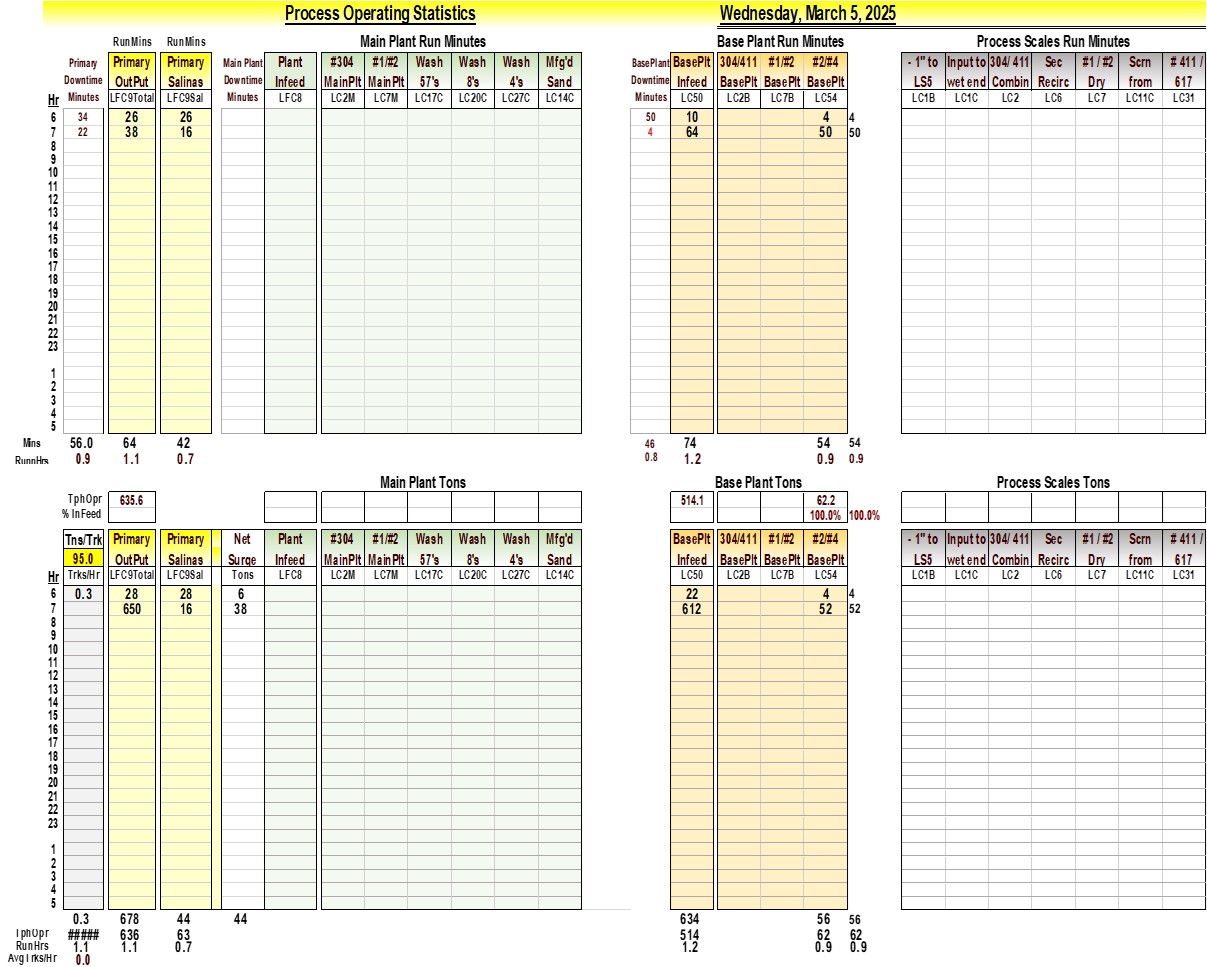 Process Operating Statistics Wednesday, March 5, 2025
RunMins RunMins Main Plant Run Minutes Base Plant Run Minutes Process Scales Run Minutes
Primary Primary Primary Main Plant Plant #304 #1/#2 Wash Wash Wash Mfg'd BasePlant BasePlt 304/411 #1/#2 #2/#4 - 1" to Input to 304/ 411 Sec #1 / #2 Scrn # 411 /
Downtime OutPut Salinas Downtime Infeed MainPlt MainPlt 57's 8's 4's Sand Downtime Infeed BasePlt BasePlt BasePlt LS5 wet end Combin Recirc Dry from 617
Hr Minutes LFC9Total LFC9Sal Minutes LFC8 LC2M LC7M LC17C LC20C LC27C LC14C Minutes LC50 LC2B LC7B LC54 LC1B LC1C LC2 LC6 LC7 LC11C LC31
6 34 26 26 50 10 4 4
7 22 38 16 4 64 50 50
8
9
10
11
12
13
14
15
16
17
18
19
20
21
22
23
1
2
3
4
5
Mins 56.0 64 42 46 74 54 54
RunnHrs 0.9 1.1 0.7 0.8 1.2 0.9 0.9
Main Plant Tons Base Plant Tons Process Scales Tons
TphOpr 635.6 514.1 62.2
% InFeed 100.0% 100.0%
Tns/Trk Primary Primary Net Plant #304 #1/#2 Wash Wash Wash Mfg'd BasePlt 304/411 #1/#2 #2/#4 - 1" to Input to 304/ 411 Sec #1 / #2 Scrn # 411 /
95.0 OutPut Salinas Surge Infeed MainPlt MainPlt 57's 8's 4's Sand Infeed BasePlt BasePlt BasePlt LS5 wet end Combin Recirc Dry from 617
Hr Trks/Hr LFC9Total LFC9Sal Tons LFC8 LC2M LC7M LC17C LC20C LC27C LC14C LC50 LC2B LC7B LC54 LC1B LC1C LC2 LC6 LC7 LC11C LC31
6 0.3 28 28 6 22 4 4
7 650 16 38 612 52 52
8
9
10
11
12
13
14
15
16
17
18
19
20
21
22
23
1
2
3
4
5
0.3 678 44 44 634 56 56
TphOpr ##### 636 63 514 62 62
RunHrs 1.1 1.1 0.7 1.2 0.9 0.9
AvgTrks/Hr 0.0